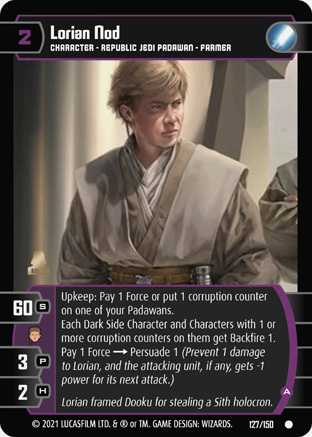 2
Lorian Nod
CHARACTER - REPUBLIC JEDI PADAWAN - FARMER
60 S
3 P
2 H
Upkeep: Pay 1 Force or put 1 corruption counter
on one of your Padawans.
Each Dark Side Character and Characters with 1 or
more corruption counters on them get Backfire 1.
Pay 1 Force → Persuade 1 (Prevent 1 damage
to Lorian, and the attacking unit, if any, gets -1
power for its next attack.)
Lorian framed Dooku for stealing a Sith holocron.
A
© 2021 LUCASFILM LTD. & ® or TM. GAME DESIGN: WIZARDS.
127/150